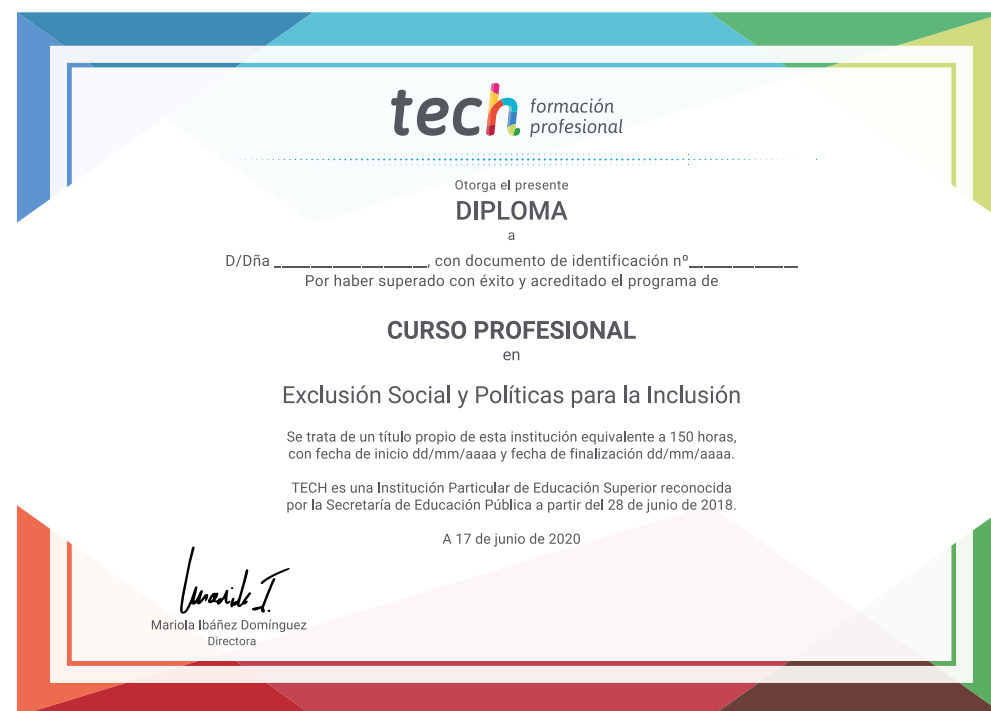 tech formación
profesional
Otorga el presente
DIPLOMA
a
D/Dña ____________________, con documento de identificación nº______________
Por haber superado con éxito y acreditado el programa de
CURSO PROFESIONAL
en
Exclusión Social y Políticas para la Inclusión
Se trata de un título propio de esta institución equivalente a 150 horas,
con fecha de inicio dd/mm/aaaa y fecha de finalización dd/mm/aaaa.
TECH es una Institución Particular de Educación Superior reconocida
por la Secretaría de Educación Pública a partir del 28 de junio de 2018.
A 17 de junio de 2020
Mariola Ibáñez Domínguez
Directora